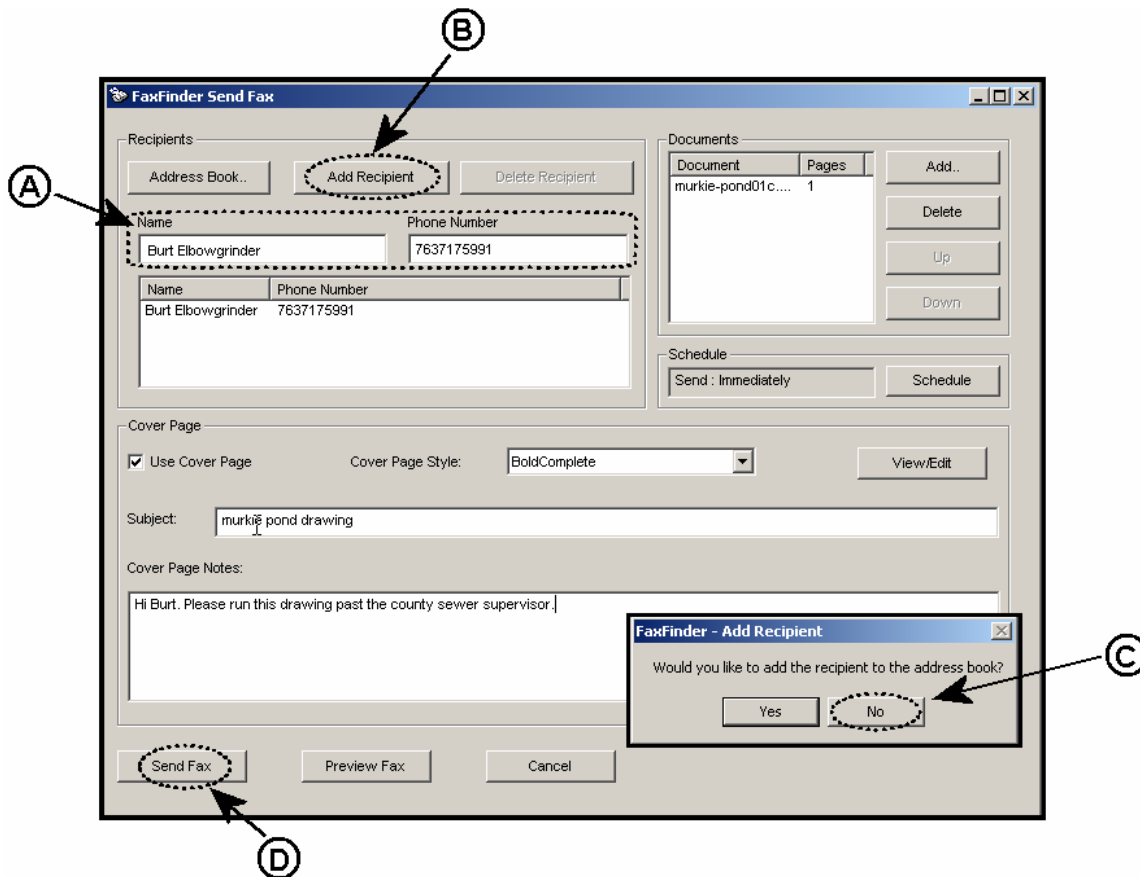 B
FaxFinder Send Fax
Recipients
Address Book..
Add Recipient
Delete Recipient
A
Name
Phone Number
Burt Elbowgrinder
7637175991
Name
Phone Number
Burt Elbowgrinder
7637175991
Documents
Document
Pages
murkie-pond01c....
1
Add..
Delete
Up
Down
Schedule
Send : Immediately
Schedule
Cover Page
Use Cover Page
Cover Page Style:
BoldComplete
View/Edit
Subject:
murkie pond drawing
Cover Page Notes:
Hi Burt. Please run this drawing past the county sewer supervisor.
FaxFinder - Add Recipient
Would you like to add the recipient to the address book?
Yes
No
C
Send Fax
Preview Fax
Cancel
D